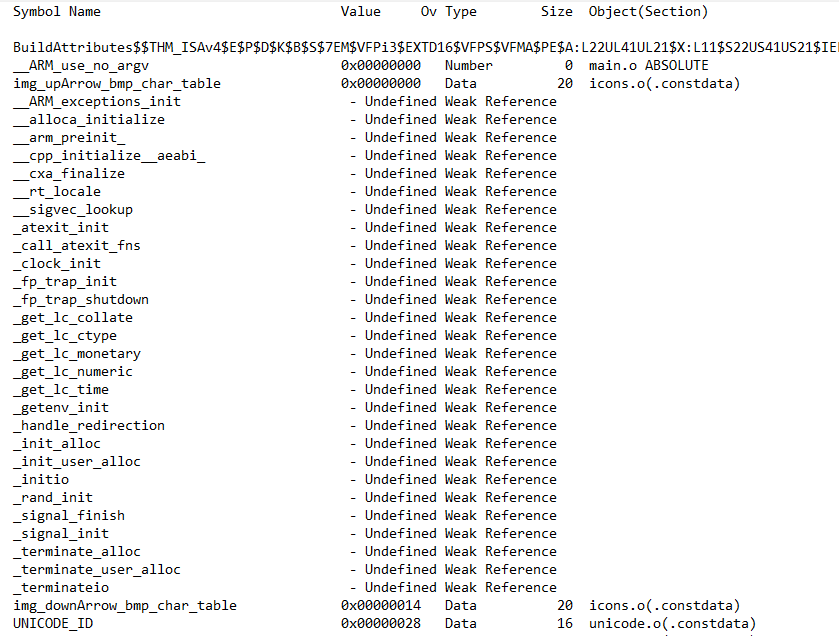 Symbol Name Value Ov Type Size Object(Section)
BuildAttributes$$THM_ISAv4$E$P$D$K$B$S$7EM$VFPi3$EXTD16$VFPS$VFMA$PE$A:L22UL41UL21$X:L11$S22US41US21$IE
__ARM_use_no_argv 0x00000000 Number 0 main.o ABSOLUTE
img_upArrow_bmp_char_table 0x00000000 Data 20 icons.o(.constdata)
__ARM_exceptions_init - Undefined Weak Reference
__alloca_initialize - Undefined Weak Reference
__arm_preinit_ - Undefined Weak Reference
__cpp_initialize__aeabi_ - Undefined Weak Reference
__cxa_finalize - Undefined Weak Reference
__rt_locale - Undefined Weak Reference
__sigvec_lookup - Undefined Weak Reference
_atexit_init - Undefined Weak Reference
_call_atexit_fns - Undefined Weak Reference
_clock_init - Undefined Weak Reference
_fp_trap_init - Undefined Weak Reference
_fp_trap_shutdown - Undefined Weak Reference
_get_lc_collate - Undefined Weak Reference
_get_lc_ctype - Undefined Weak Reference
_get_lc_monetary - Undefined Weak Reference
_get_lc_numeric - Undefined Weak Reference
_get_lc_time - Undefined Weak Reference
_getenv_init - Undefined Weak Reference
_handle_redirection - Undefined Weak Reference
_init_alloc - Undefined Weak Reference
_init_user_alloc - Undefined Weak Reference
_initio - Undefined Weak Reference
_rand_init - Undefined Weak Reference
_signal_finish - Undefined Weak Reference
_signal_init - Undefined Weak Reference
_terminate_alloc - Undefined Weak Reference
_terminate_user_alloc - Undefined Weak Reference
_terminateio - Undefined Weak Reference
img_downArrow_bmp_char_table 0x00000014 Data 20 icons.o(.constdata)
UNICODE_ID 0x00000028 Data 16 unicode.o(.constdata)